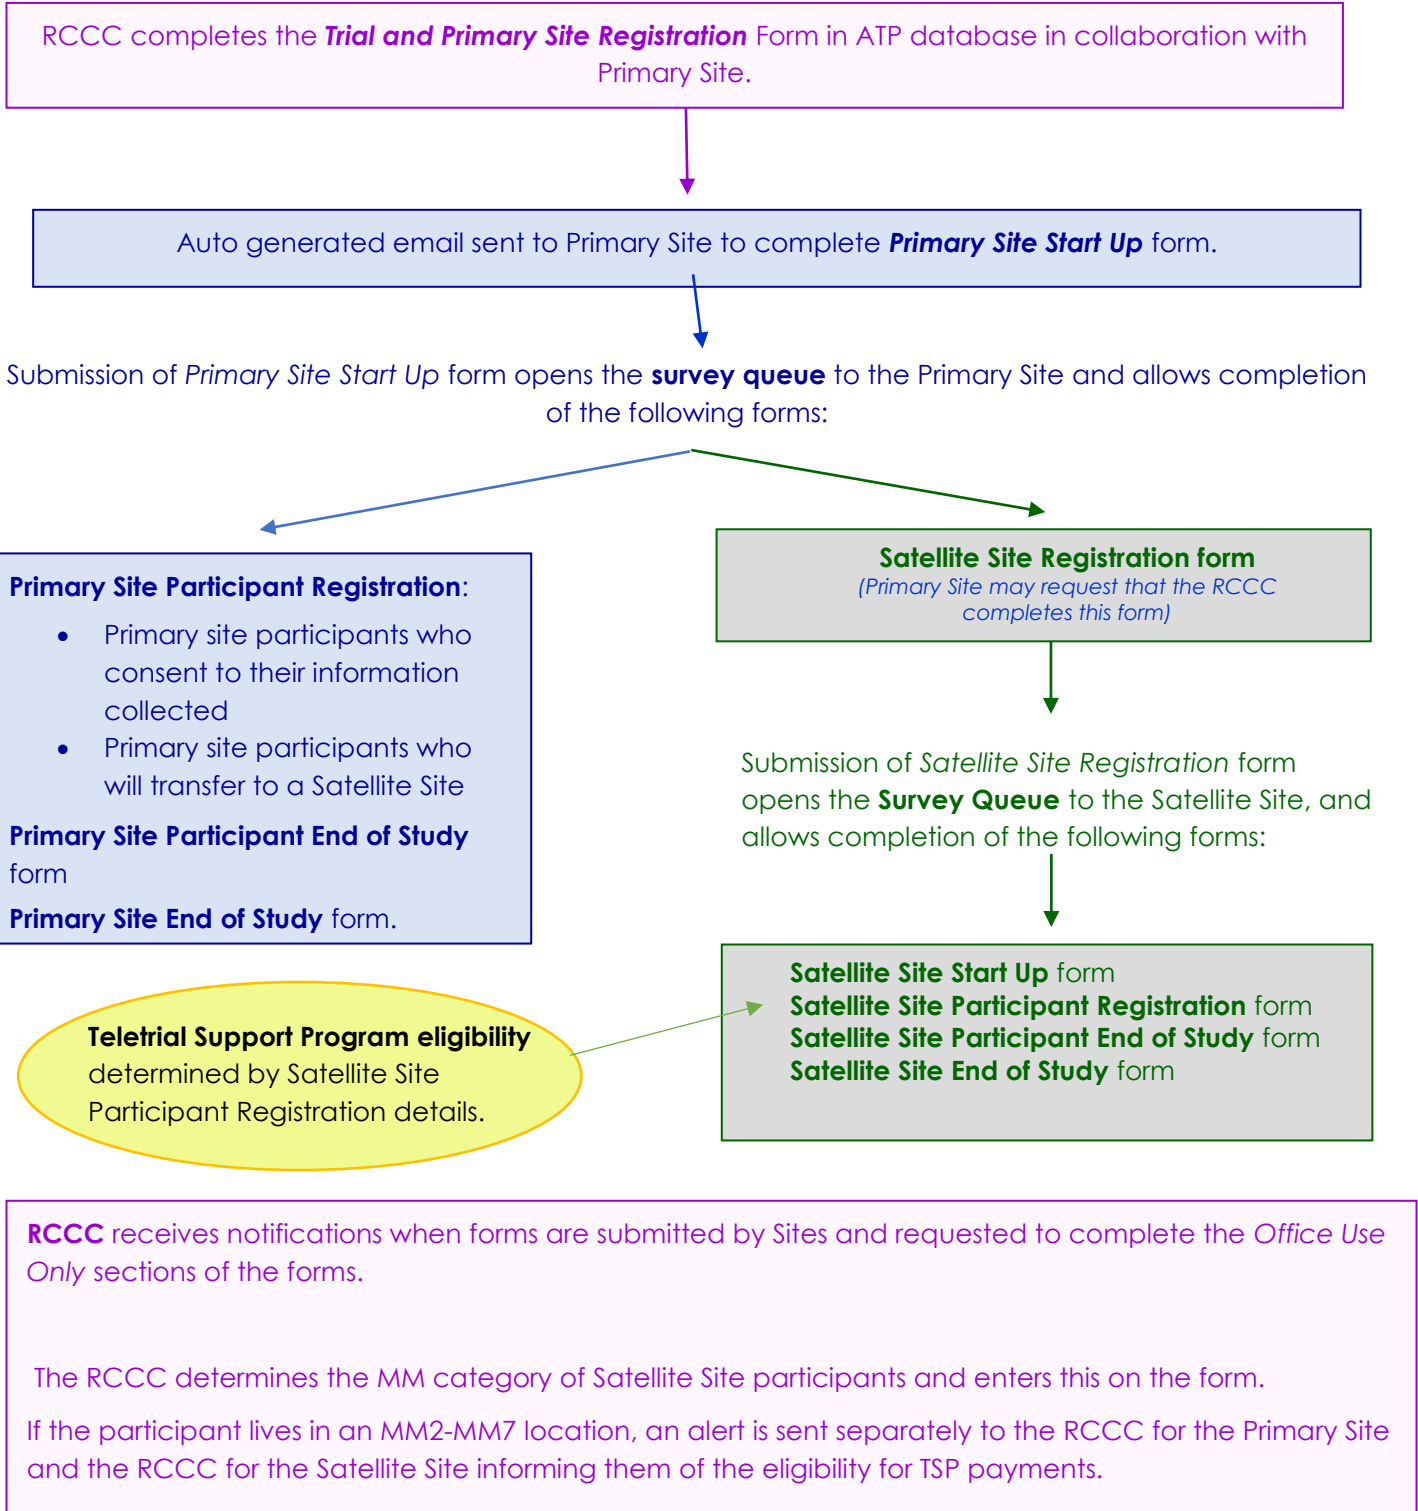 RCCC completes the Trial and Primary Site Registration Form in ATP database in collaboration with
Primary Site.
Auto generated email sent to Primary Site to complete Primary Site Start Up form.
Submission of Primary Site Start Up form opens the survey queue to the Primary Site and allows completion
of the following forms:
Primary Site Participant Registration:
• Primary site participants who
consent to their information
collected
• Primary site participants who
will transfer to a Satellite Site
Primary Site Participant End of Study
form
Primary Site End of Study form.
Satellite Site Registration form
(Primary Site may request that the RCCC
completes this form)
Submission of Satellite Site Registration form
opens the Survey Queue to the Satellite Site, and
allows completion of the following forms:
Satellite Site Start Up form
Satellite Site Participant Registration form
Satellite Site Participant End of Study form
Satellite Site End of Study form
Teletrial Support Program eligibility
determined by Satellite Site
Participant Registration details.
RCCC receives notifications when forms are submitted by Sites and requested to complete the Office Use
Only sections of the forms.
The RCCC determines the MM category of Satellite Site participants and enters this on the form.
If the participant lives in an MM2-MM7 location, an alert is sent separately to the RCCC for the Primary Site
and the RCCC for the Satellite Site informing them of the eligibility for TSP payments.